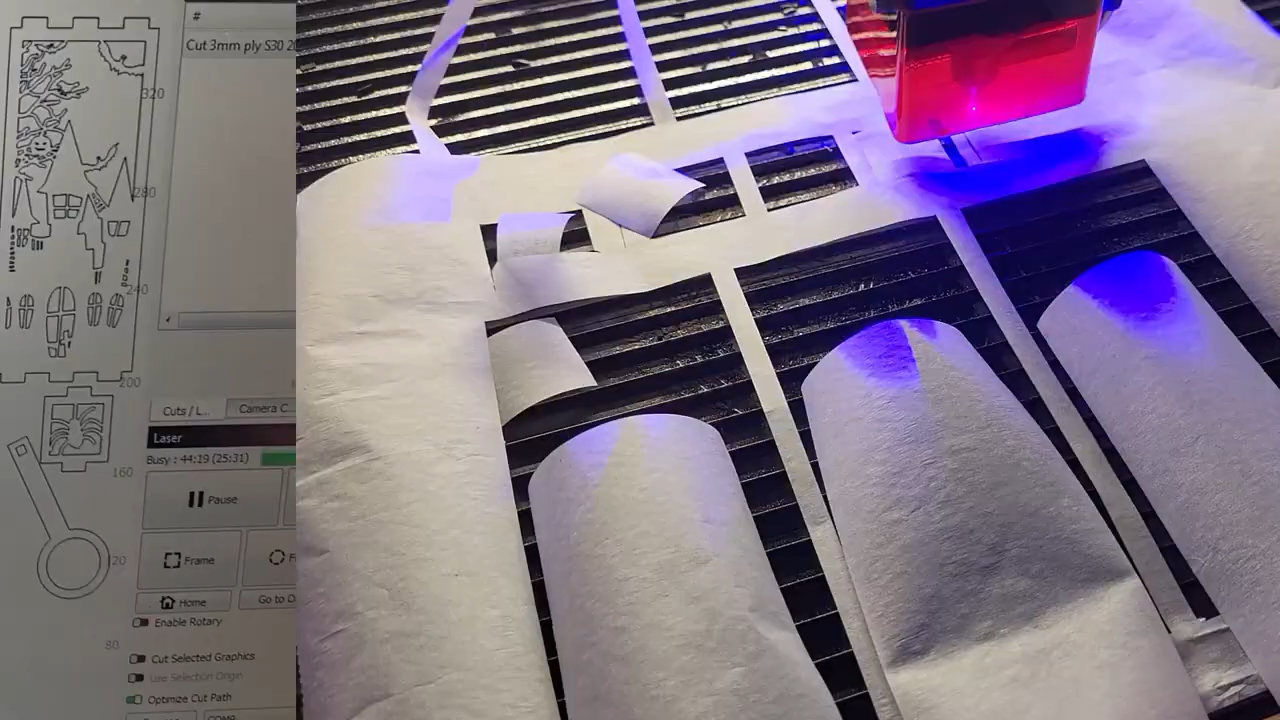 #
Cut 3mm ply S30 2
320
280
240
200
Cuts / L...
Camera C...
Laser
Busy : 44:19 (25:31)
160
Pause
120
Frame
Home
Go to O
Enable Rotary
80
Cut Selected Graphics
Use Selection Origin
Optimize Cut Path